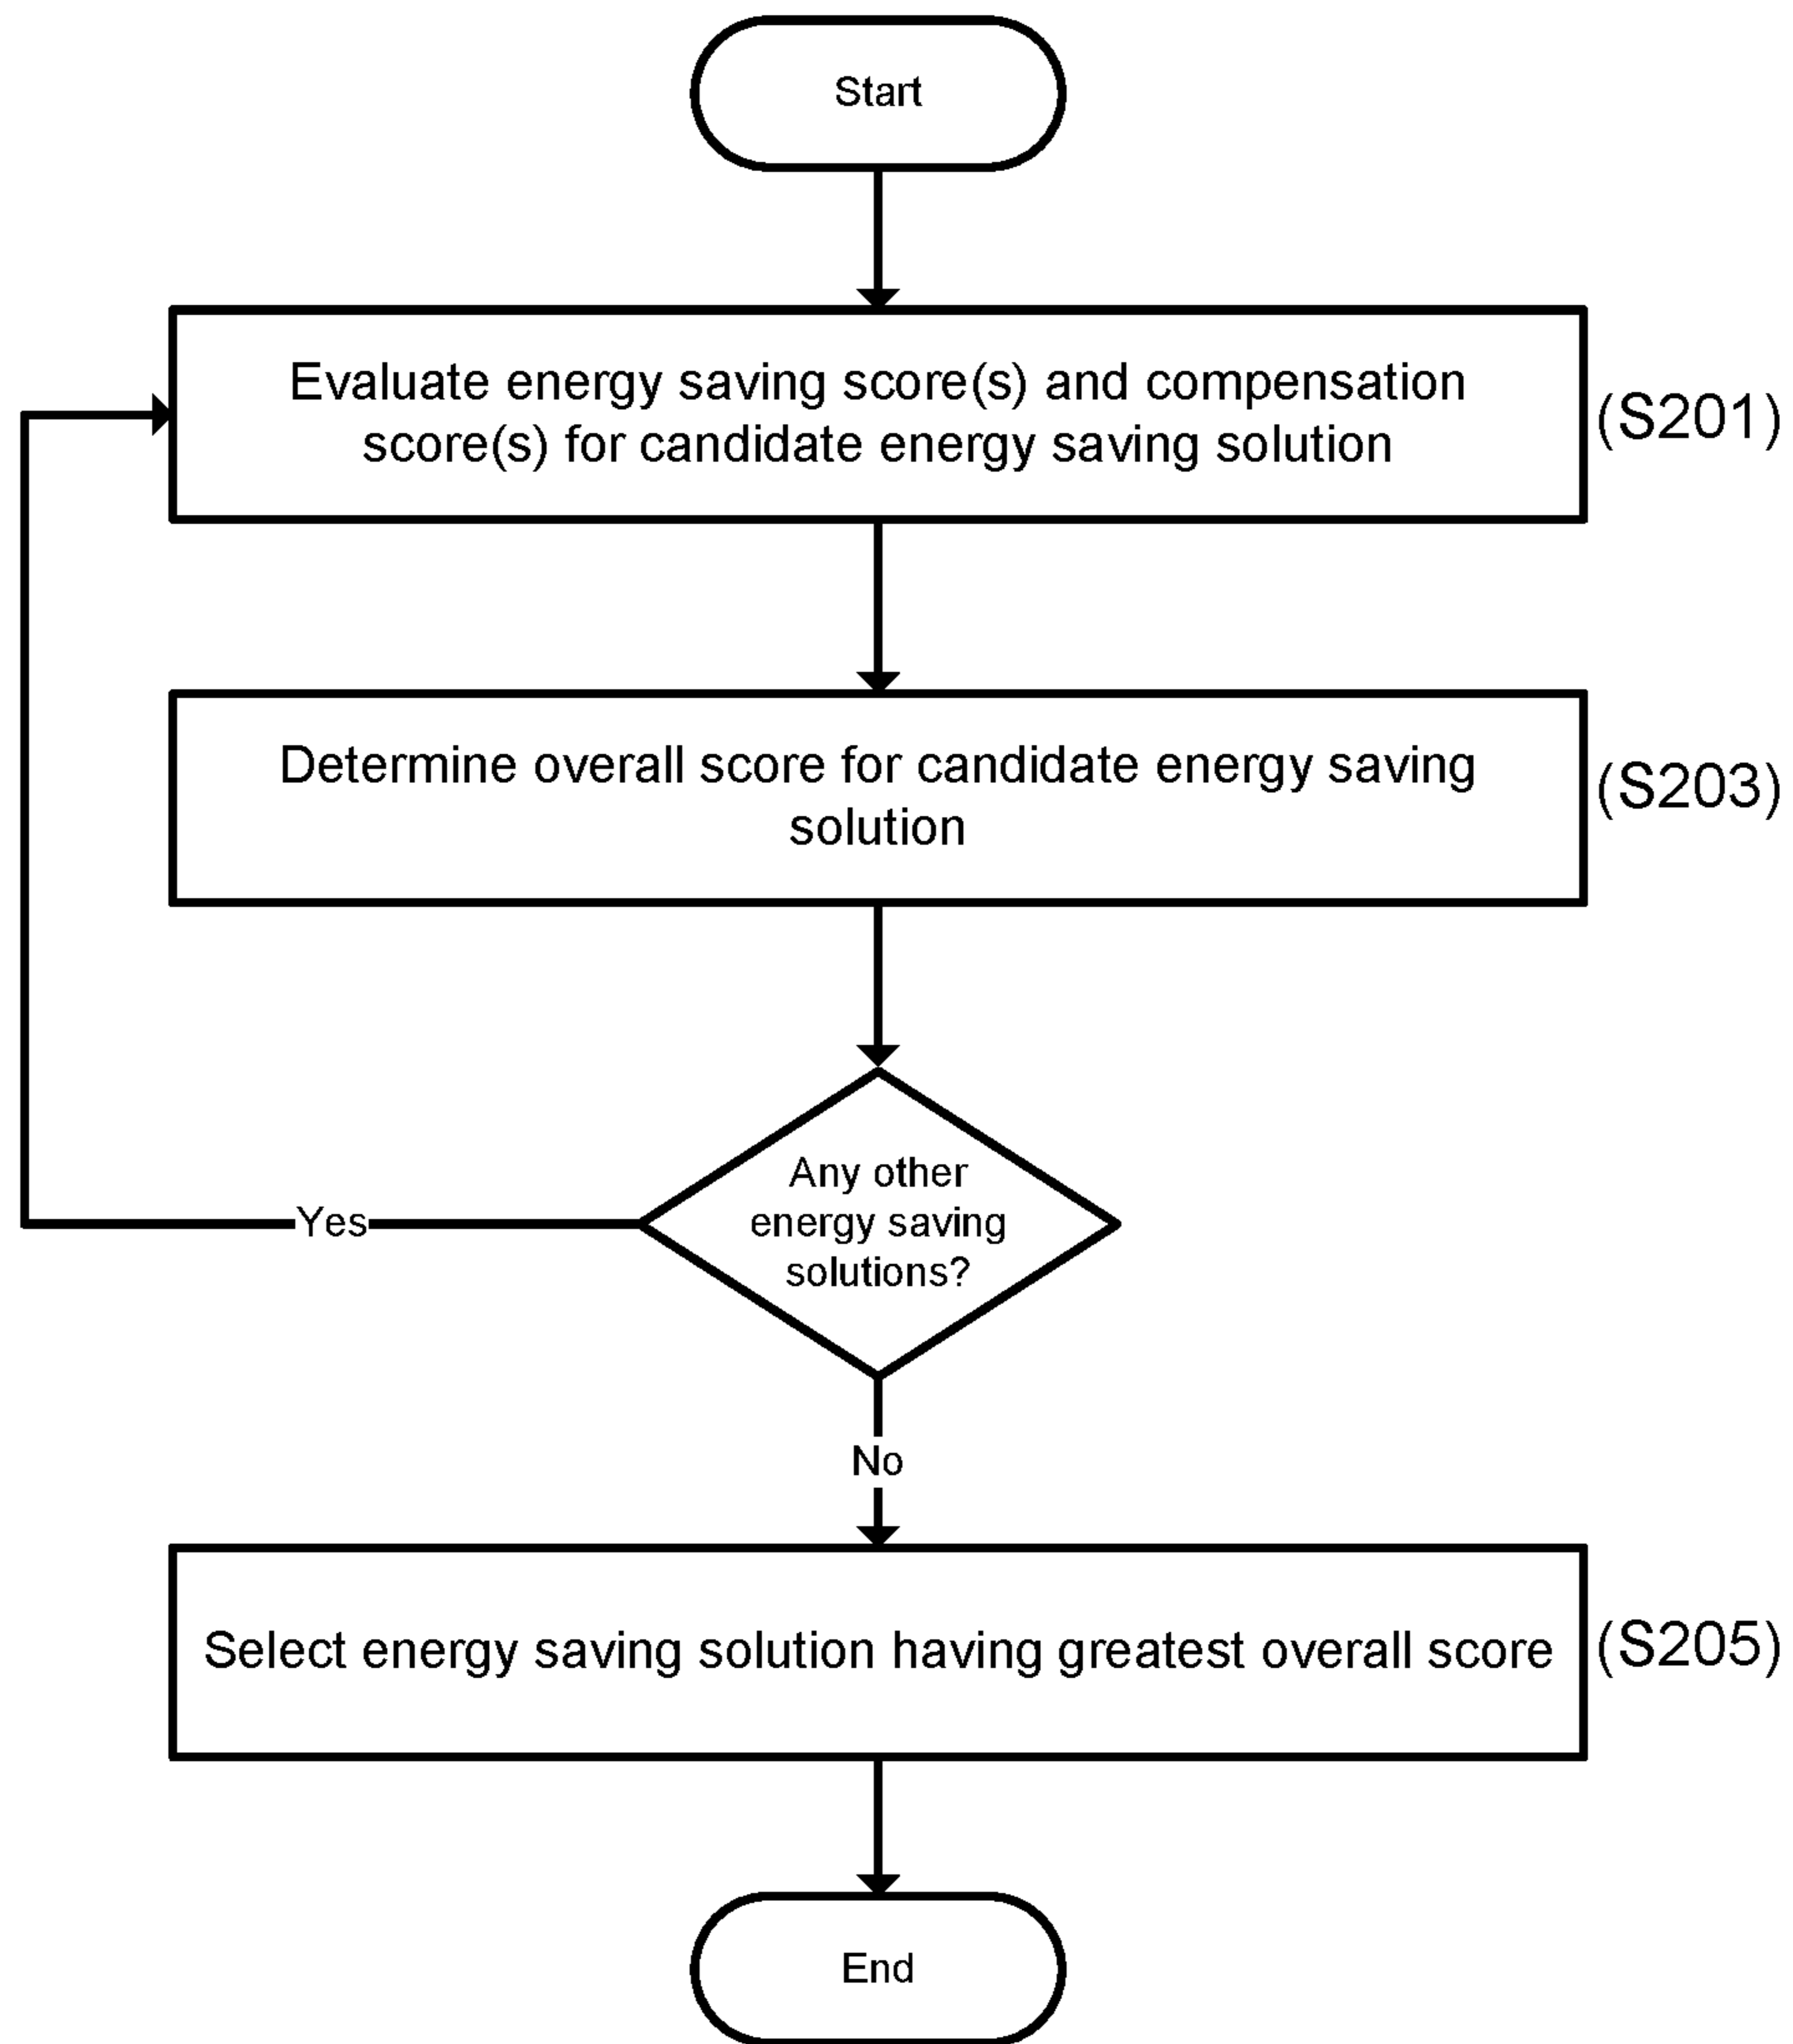 Start
Evaluate energy saving score(s) and compensation
score(s) for candidate energy saving solution
(S201)
Determine overall score for candidate energy saving
solution
(S203)
Any other
energy saving
solutions?
Yes
No
Select energy saving solution having greatest overall score
(S205)
End